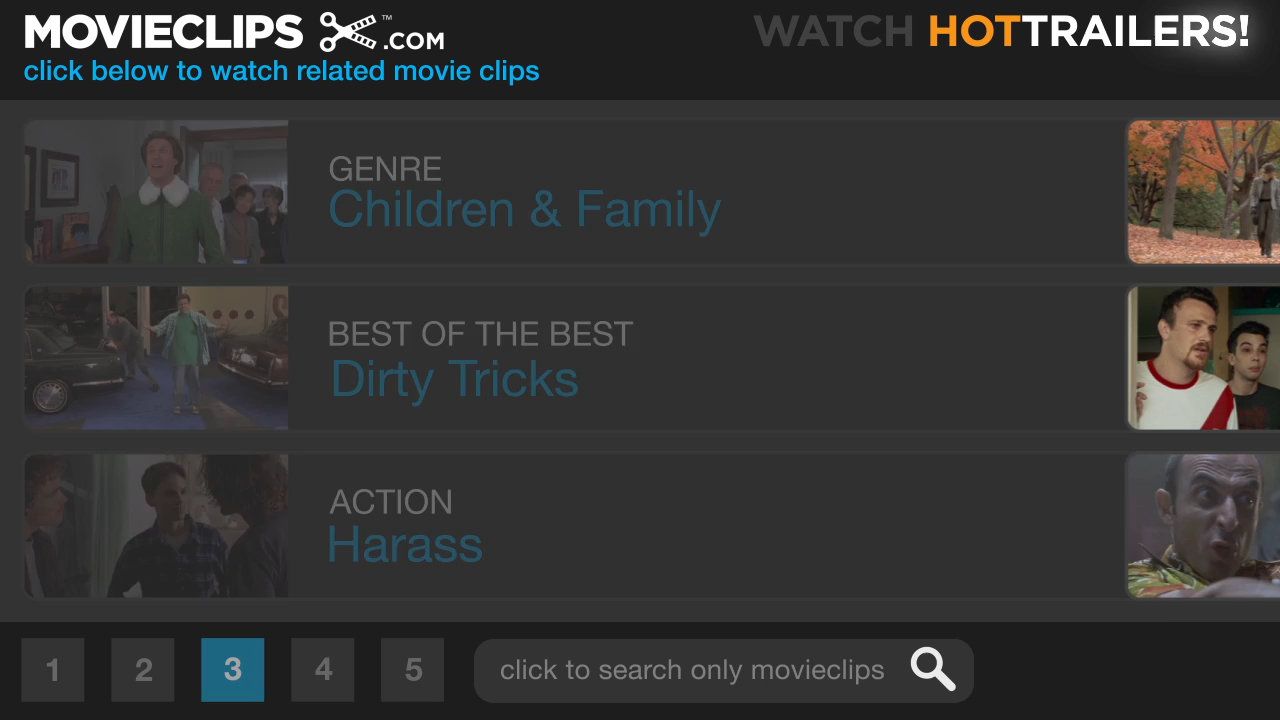 MOVIECLIPS ™ .COM
WATCH HOTTRAILERS!
click below to watch related movie clips
GENRE
Children & Family
BEST OF THE BEST
Dirty Tricks
ACTION
Harass
1 2 3 4 5
click to search only movieclips